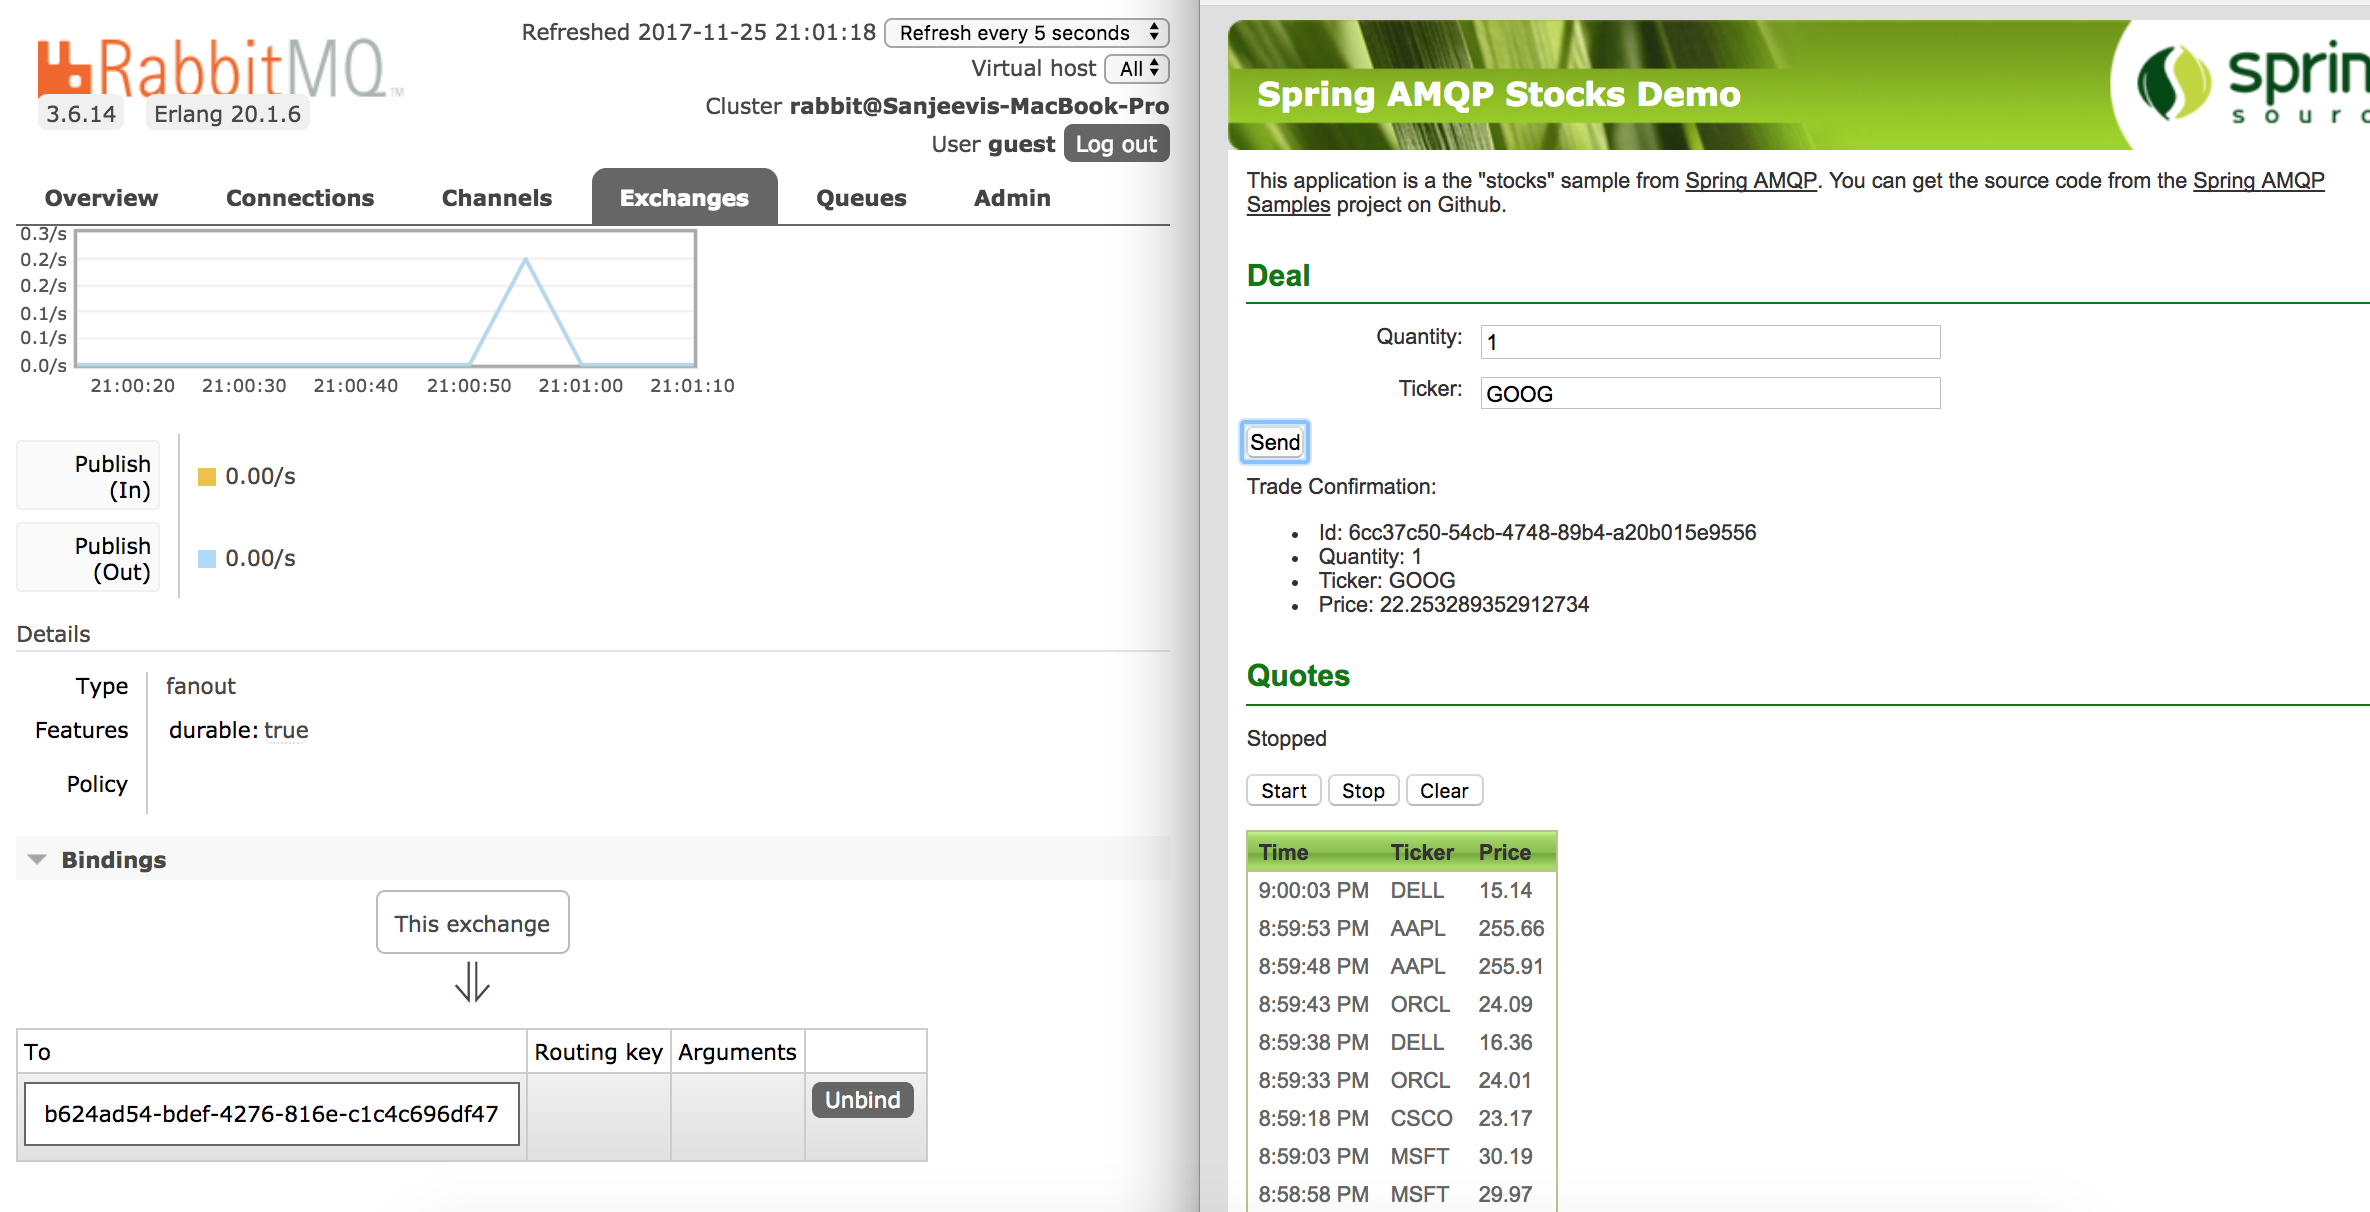 RabbitMQ TM
3.6.14 Erlang 20.1.6
Refreshed 2017-11-25 21:01:18 Refresh every 5 seconds
Virtual host All
Cluster rabbit@Sanjeevis-MacBook-Pro
User guest Log out
Overview Connections Channels Exchanges Queues Admin
0.3/s
0.2/s
0.2/s
0.1/s
0.1/s
0.0/s
21:00:20 21:00:30 21:00:40 21:00:50 21:01:00 21:01:10
Publish
(In)
0.00/s
Publish
(Out)
0.00/s
Details
Type fanout
Features durable: true
Policy
Bindings
This exchange
To Routing key Arguments
b624ad54-bdef-4276-816e-c1c4c696df47 Unbind
Spring AMQP Stocks Demo
sprin
sourc
This application is a the "stocks" sample from Spring AMQP. You can get the source code from the Spring AMQP
Samples project on Github.
Deal
Quantity: 1
Ticker: GOOG
Send
Trade Confirmation:
• Id: 6cc37c50-54cb-4748-89b4-a20b015e9556
• Quantity: 1
• Ticker: GOOG
• Price: 22.253289352912734
Quotes
Stopped
Start Stop Clear
Time Ticker Price
9:00:03 PM DELL 15.14
8:59:53 PM AAPL 255.66
8:59:48 PM AAPL 255.91
8:59:43 PM ORCL 24.09
8:59:38 PM DELL 16.36
8:59:33 PM ORCL 24.01
8:59:18 PM CSCO 23.17
8:59:03 PM MSFT 30.19
8:58:58 PM MSFT 29.97